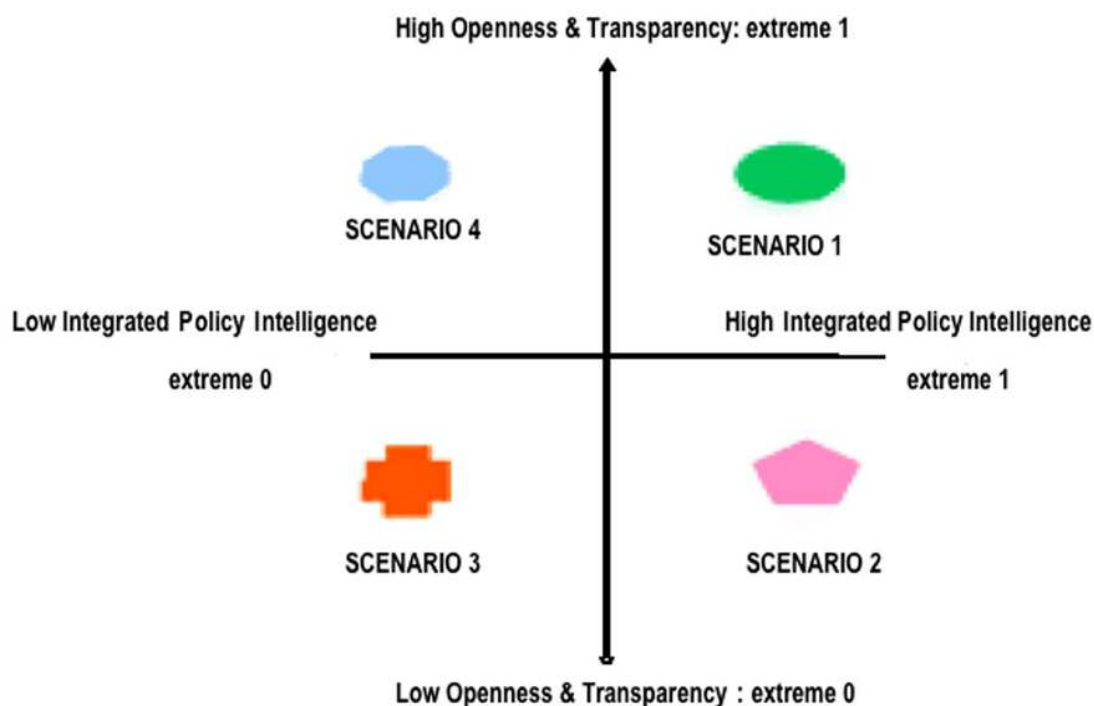 High Openness & Transparency: extreme 1
SCENARIO 4
SCENARIO 1
Low Integrated Policy Intelligence
High Integrated Policy Intelligence
extreme 0
extreme 1
SCENARIO 3
SCENARIO 2
Low Openness & Transparency : extreme 0